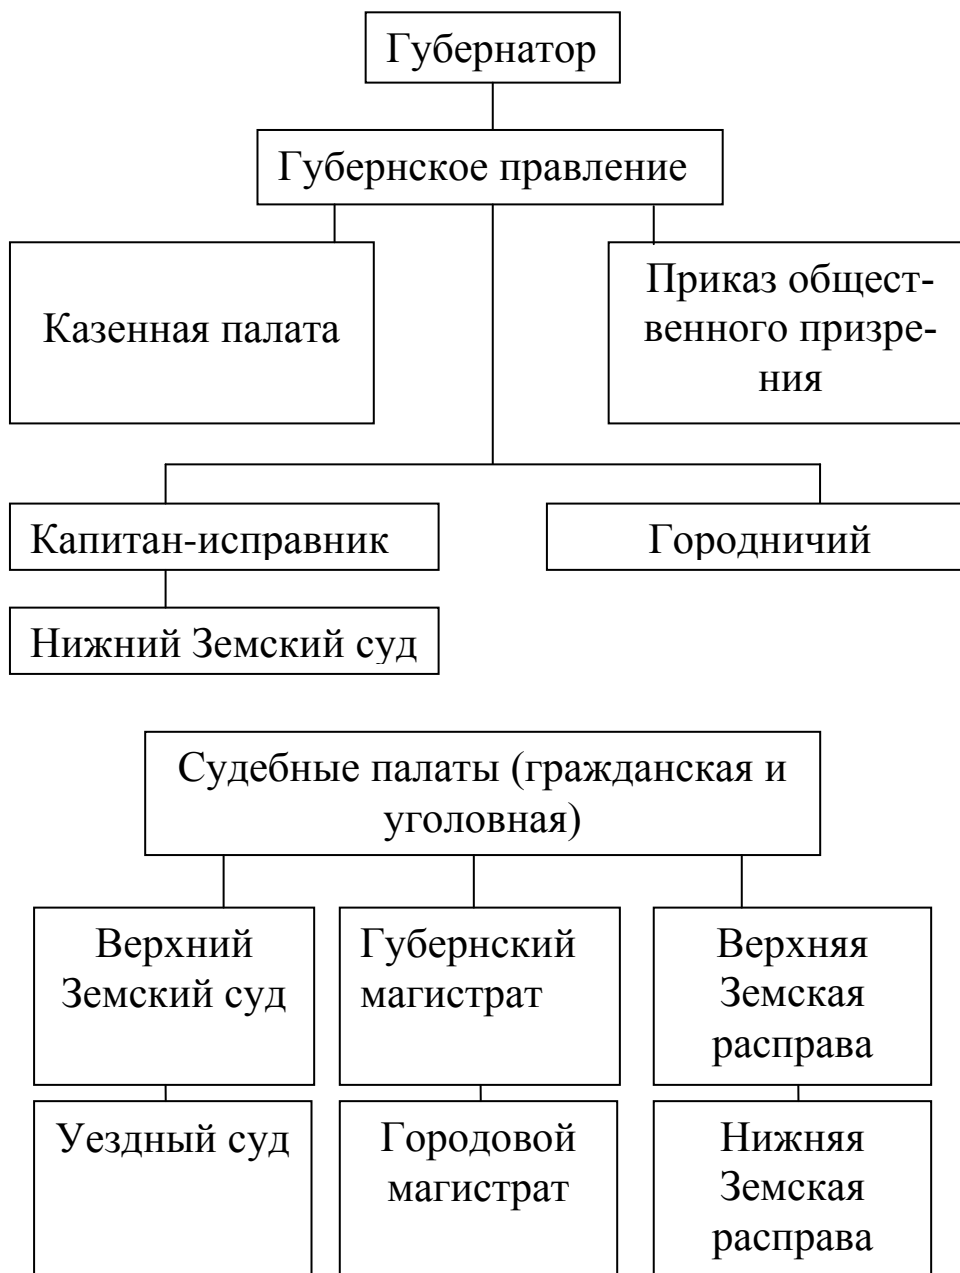 Губернатор
Губернское правление
Казенная палата
Приказ общест-
венного призре-
ния
Капитан-исправник
Городничий
Нижний Земский суд
Судебные палаты (гражданская и
уголовная)
Верхний
Земский суд
Губернский
магистрат
Верхняя
Земская
расправа
Уездный суд
Городовой
магистрат
Нижняя
Земская
расправа